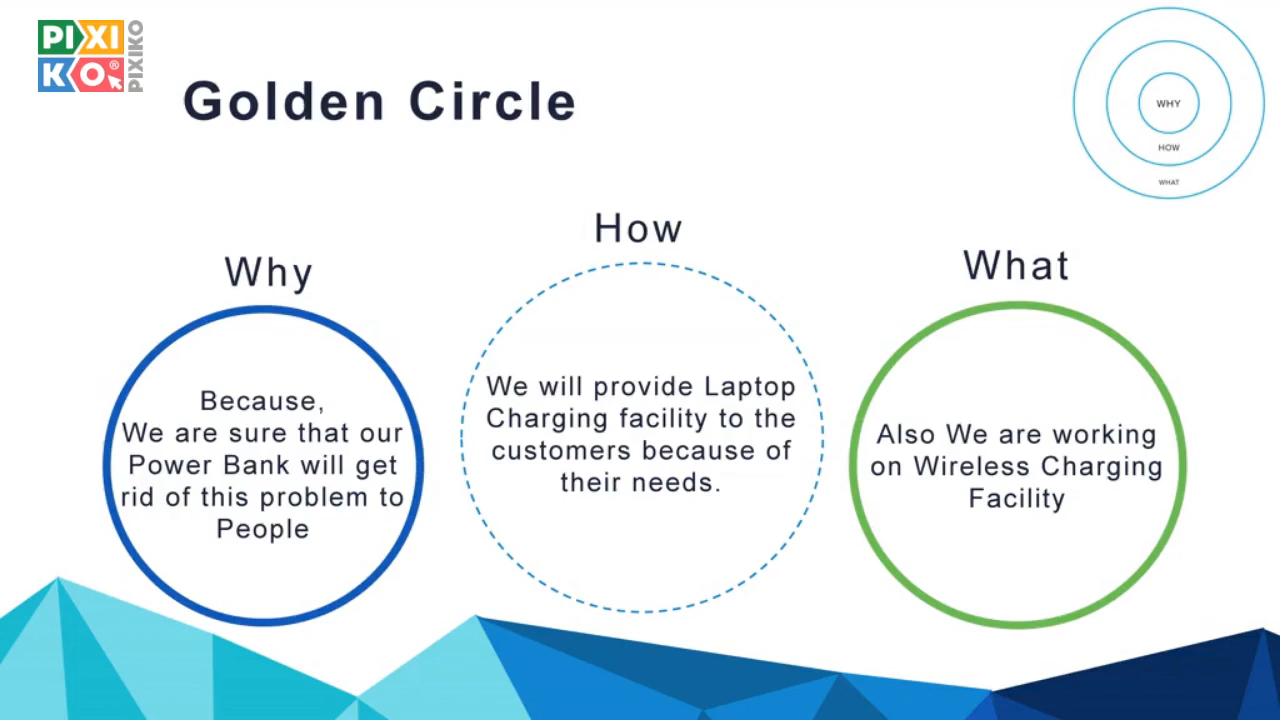 PIXI
KO®
PIXIKO
Golden Circle
WHY
HOW
WHAT
Why
Because,
We are sure that our
Power Bank will get
rid of this problem to
People
How
We will provide Laptop
Charging facility to the
customers because of
their needs.
What
Also We are working
on Wireless Charging
Facility